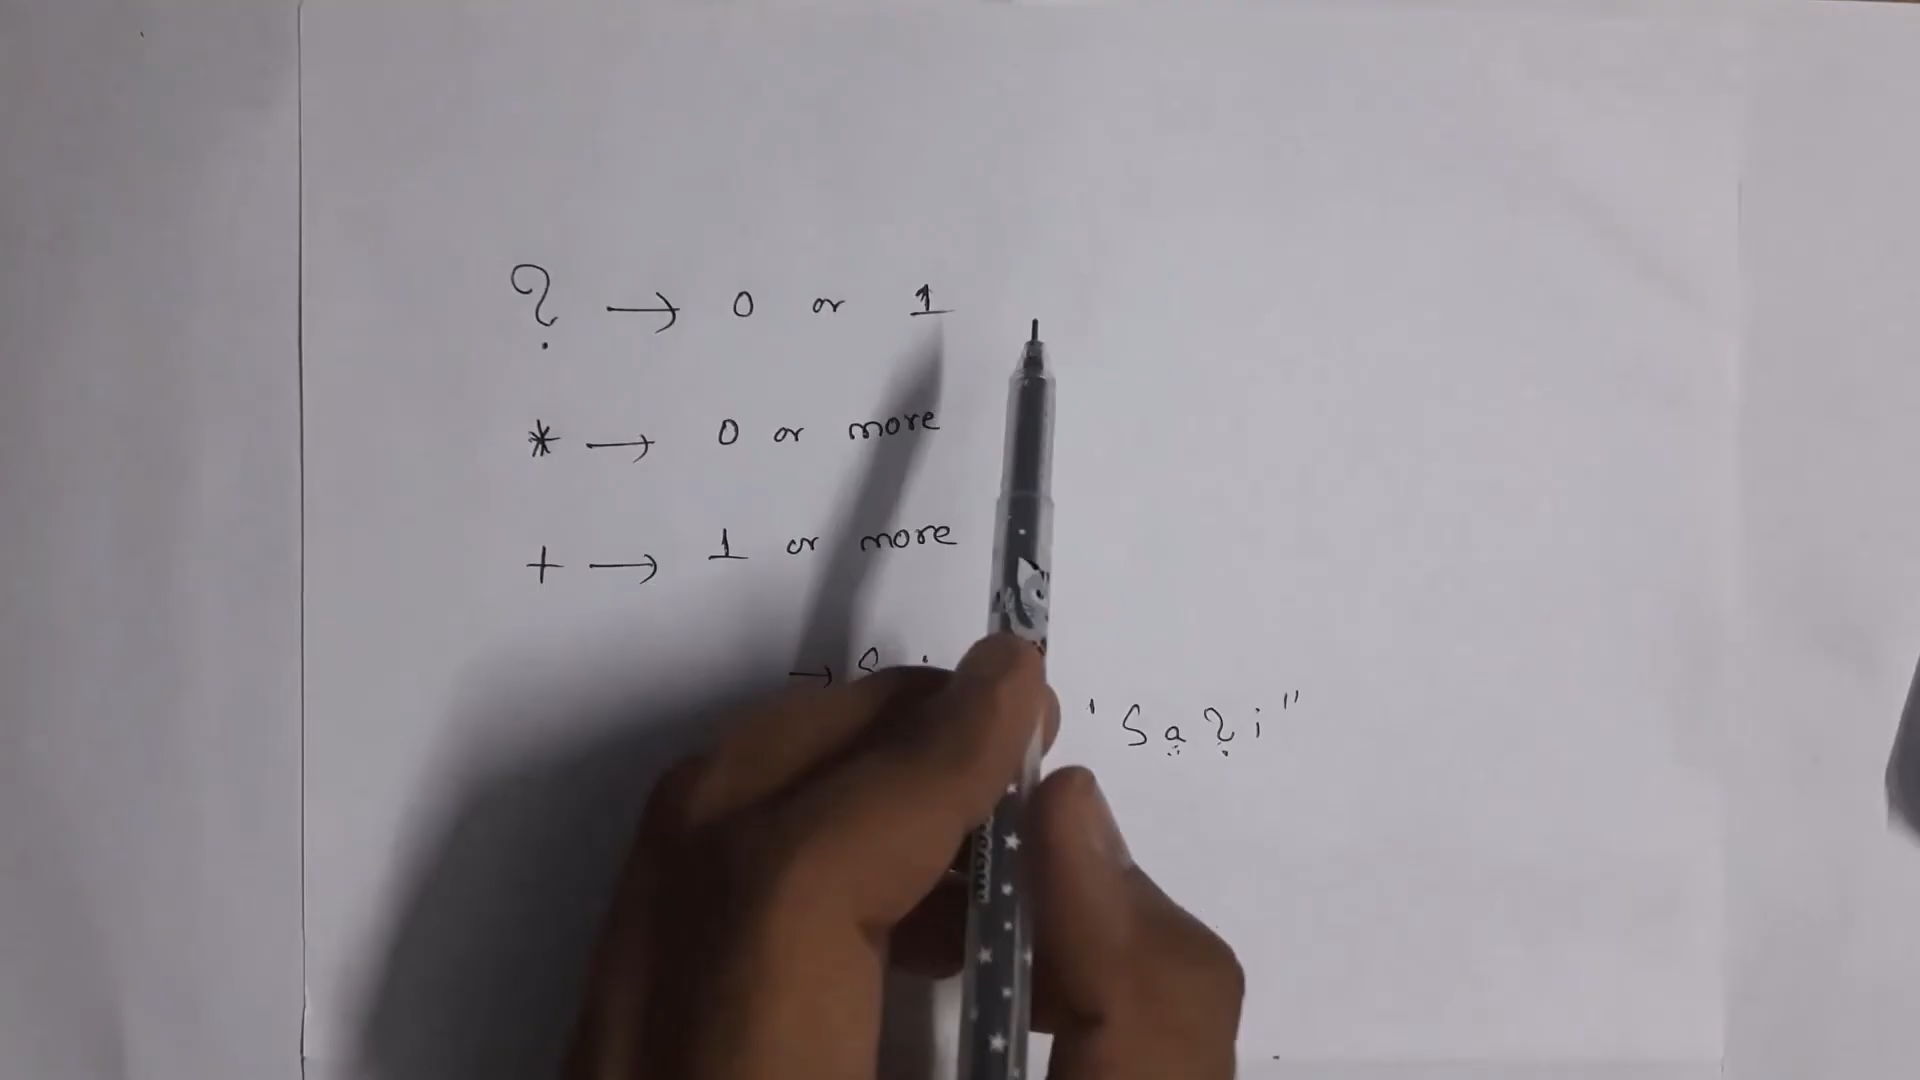 ? → 0 or 1
* → 0 or more
+ → 1 or more
→
"Sa?i"